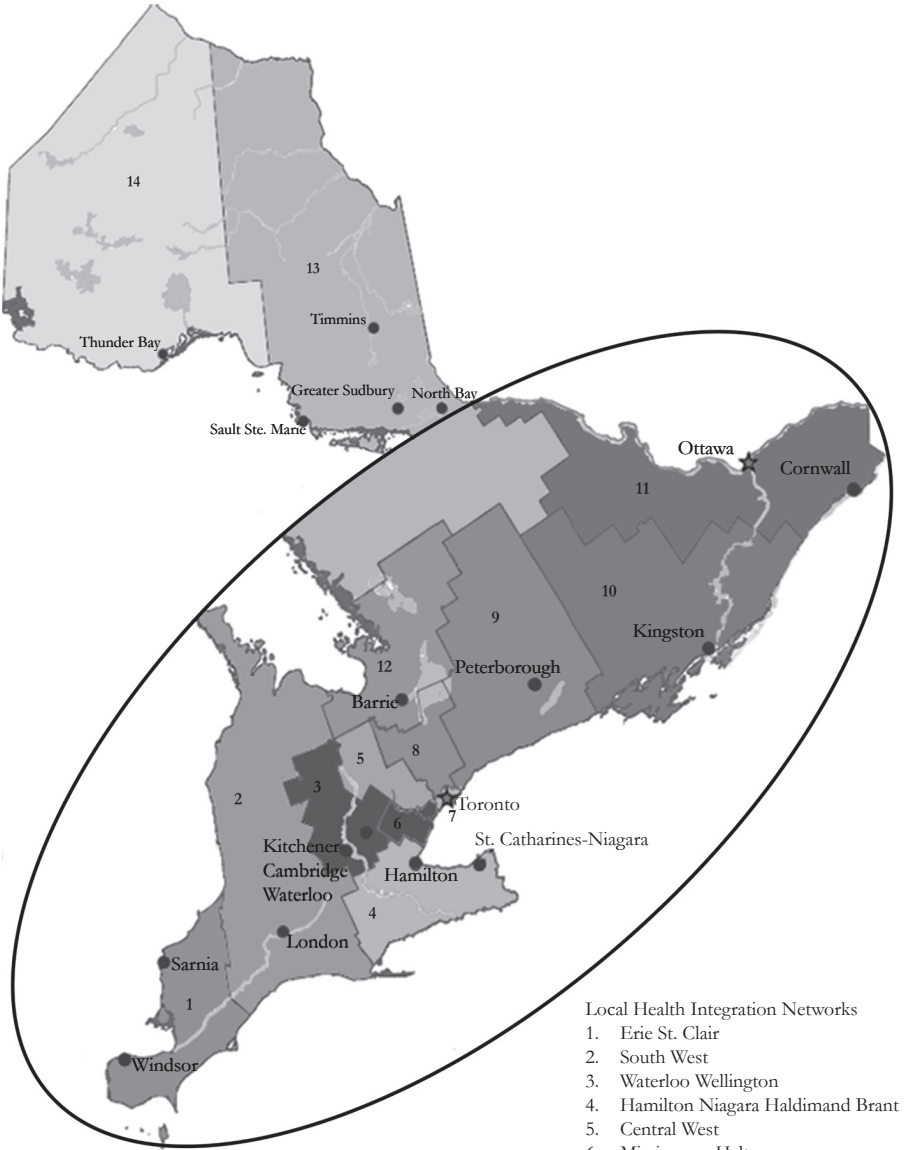 14
13
Timmins
Thunder Bay
Greater Sudbury
North Bay
Sault Ste. Marie
Ottawa
Cornwall
11
10
9
Kingston
12
Peterborough
Barrie
8
5
3
2
Toronto
7
6
St. Catharines-Niagara
Kitchener
Cambridge
Waterloo
Hamilton
4
London
Sarnia
1
Windsor
Local Health Integration Networks
1. Erie St. Clair
2. South West
3. Waterloo Wellington
4. Hamilton Niagara Haldimand Brant
5. Central West